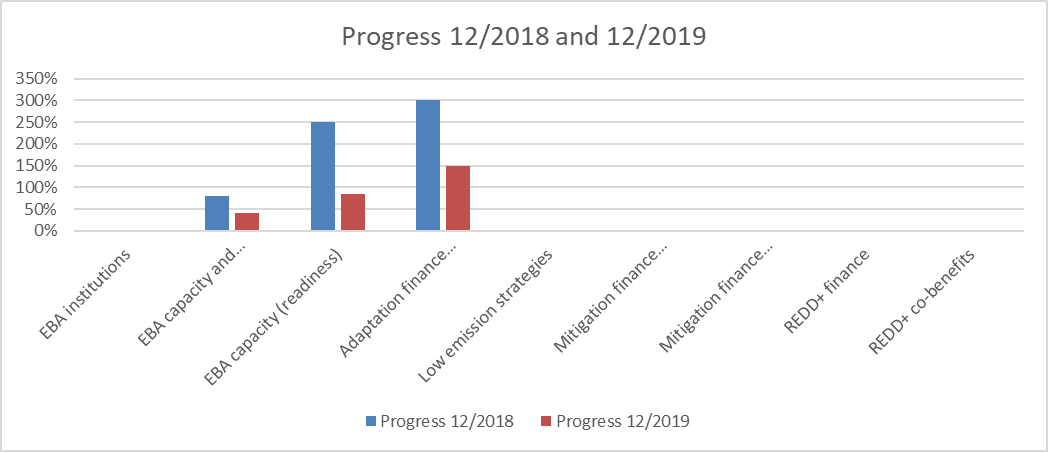 Progress 12/2018 and 12/2019
350%
300%
250%
200%
150%
100%
50%
0%
EBA institutions
EBA capacity and...
EBA capacity (readiness)
Adaptation finance...
Low emission strategies
Mitigation finance...
Mitigation finance...
REDD+ finance
REDD+ co-benefits
Progress 12/2018
Progress 12/2019